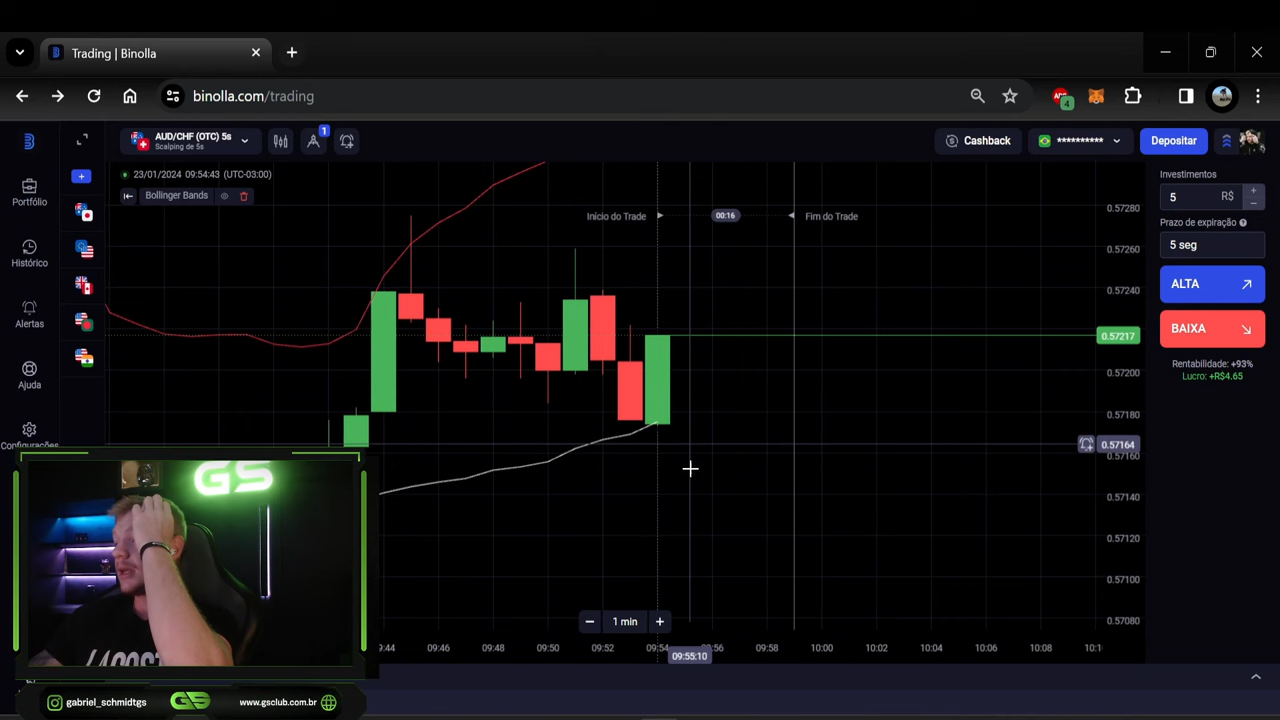 Trading | Binolla
binolla.com/trading
4
AUD/CHF (OTC) 5s
Scalping de 5s
1
Cashback
**********
Depositar
23/01/2024 09:54:43 (UTC-03:00)
Bollinger Bands
Início do Trade
00:16
Fim do Trade
Portfólio
Histórico
Alertas
Ajuda
Configurações
0.57280
0.57260
0.57240
0.57217
0.57200
0.57180
0.57164
0.57160
0.57140
0.57120
0.57100
0.57080
Investimentos
5 R$
Prazo de expiração
5 seg
ALTA
BAIXA
Rentabilidade: +93%
Lucro: +R$4.65
1 min
09:44 09:46 09:48 09:50 09:52 09:54 09:58 10:00 10:02 10:04 10:06 10:08
09:55:10
GS
gabriel_schmidtgs
GS
www.gsclub.com.br